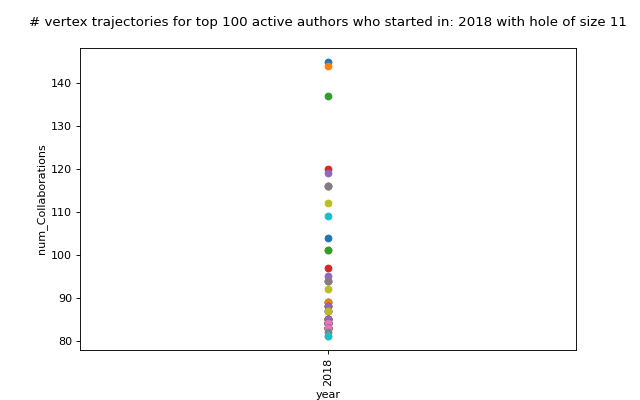 # vertex trajectories for top 100 active authors who started in: 2018 with hole of size 11
140
130
120
110
100
90
80
num_Collaborations
2018
year